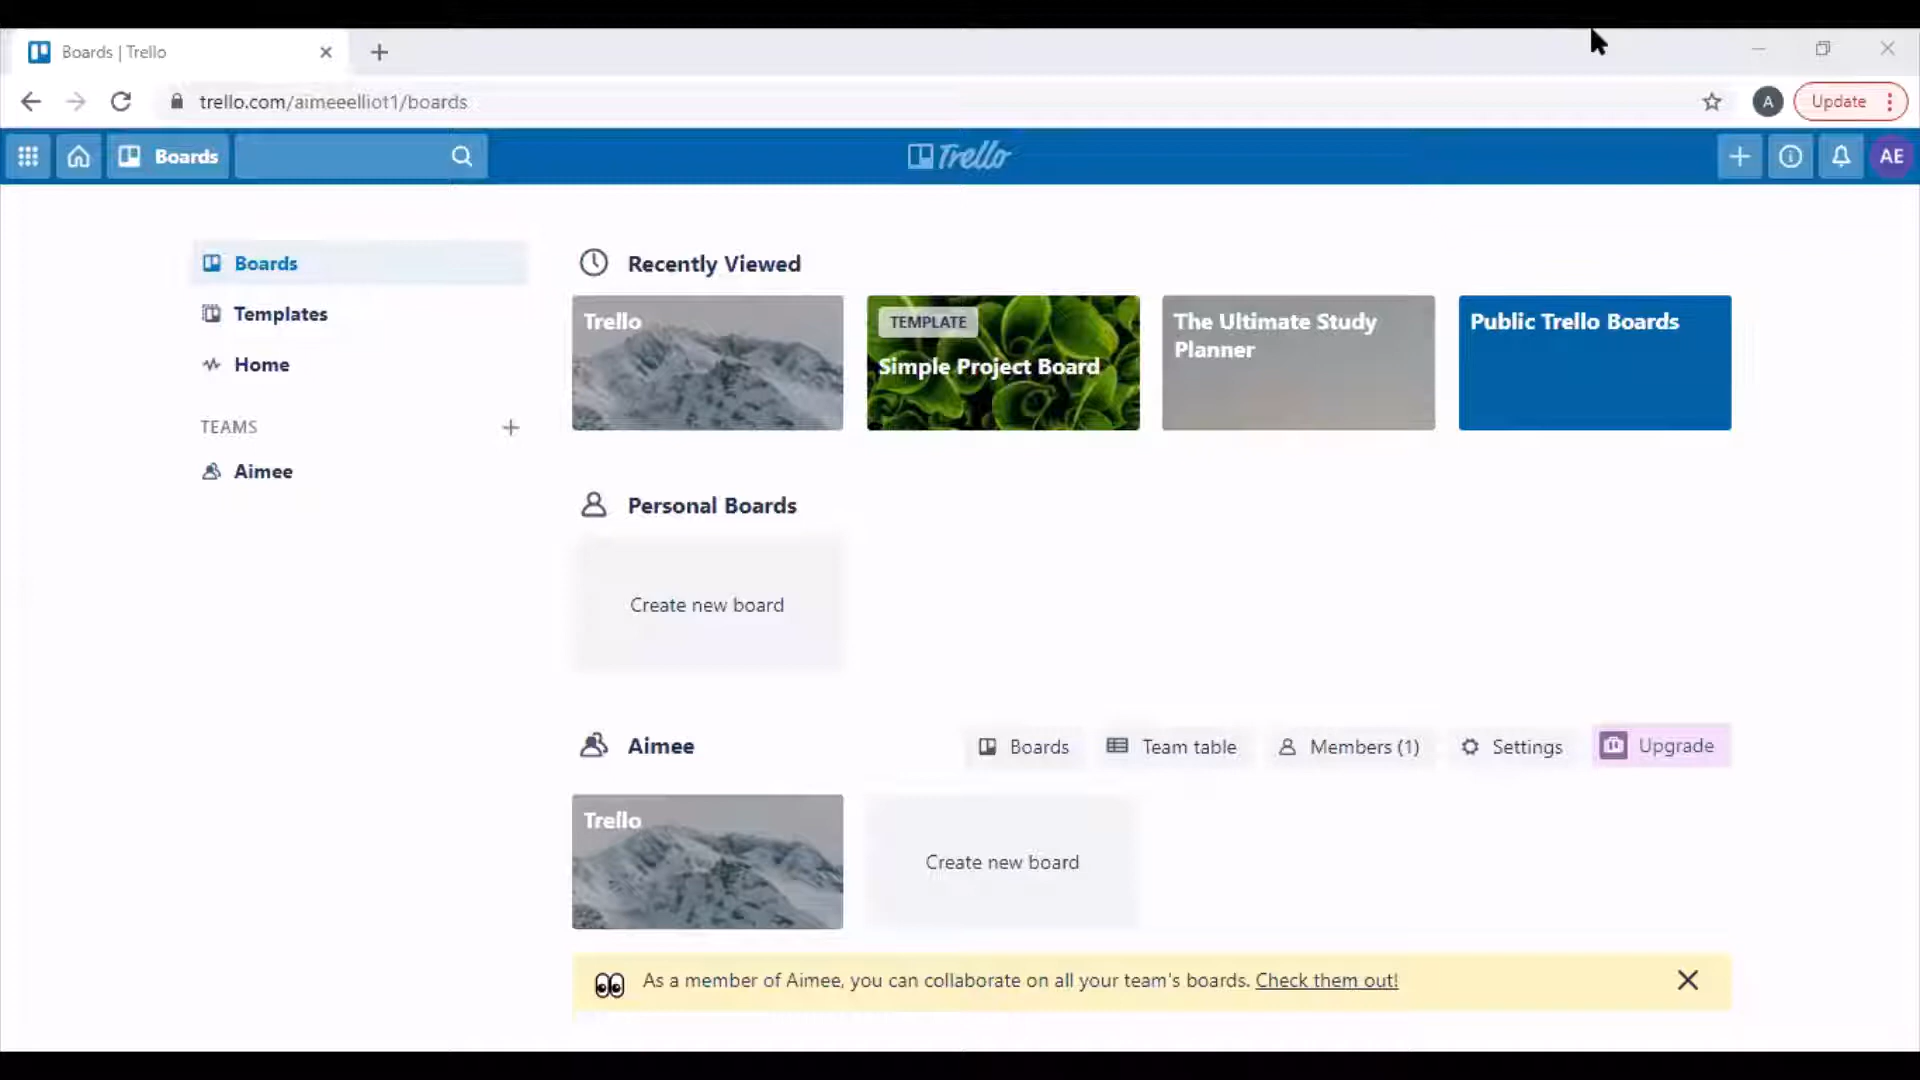 Boards | Trello
trello.com/aimeeelliot1/boards
A
Update
Boards
Trello
AE
Boards
Templates
Home
TEAMS
Aimee
Recently Viewed
Trello
TEMPLATE
Simple Project Board
The Ultimate Study
Planner
Public Trello Boards
Personal Boards
Create new board
Aimee
Boards
Team table
Members (1)
Settings
Upgrade
Trello
Create new board
As a member of Aimee, you can collaborate on all your team's boards. Check them out!